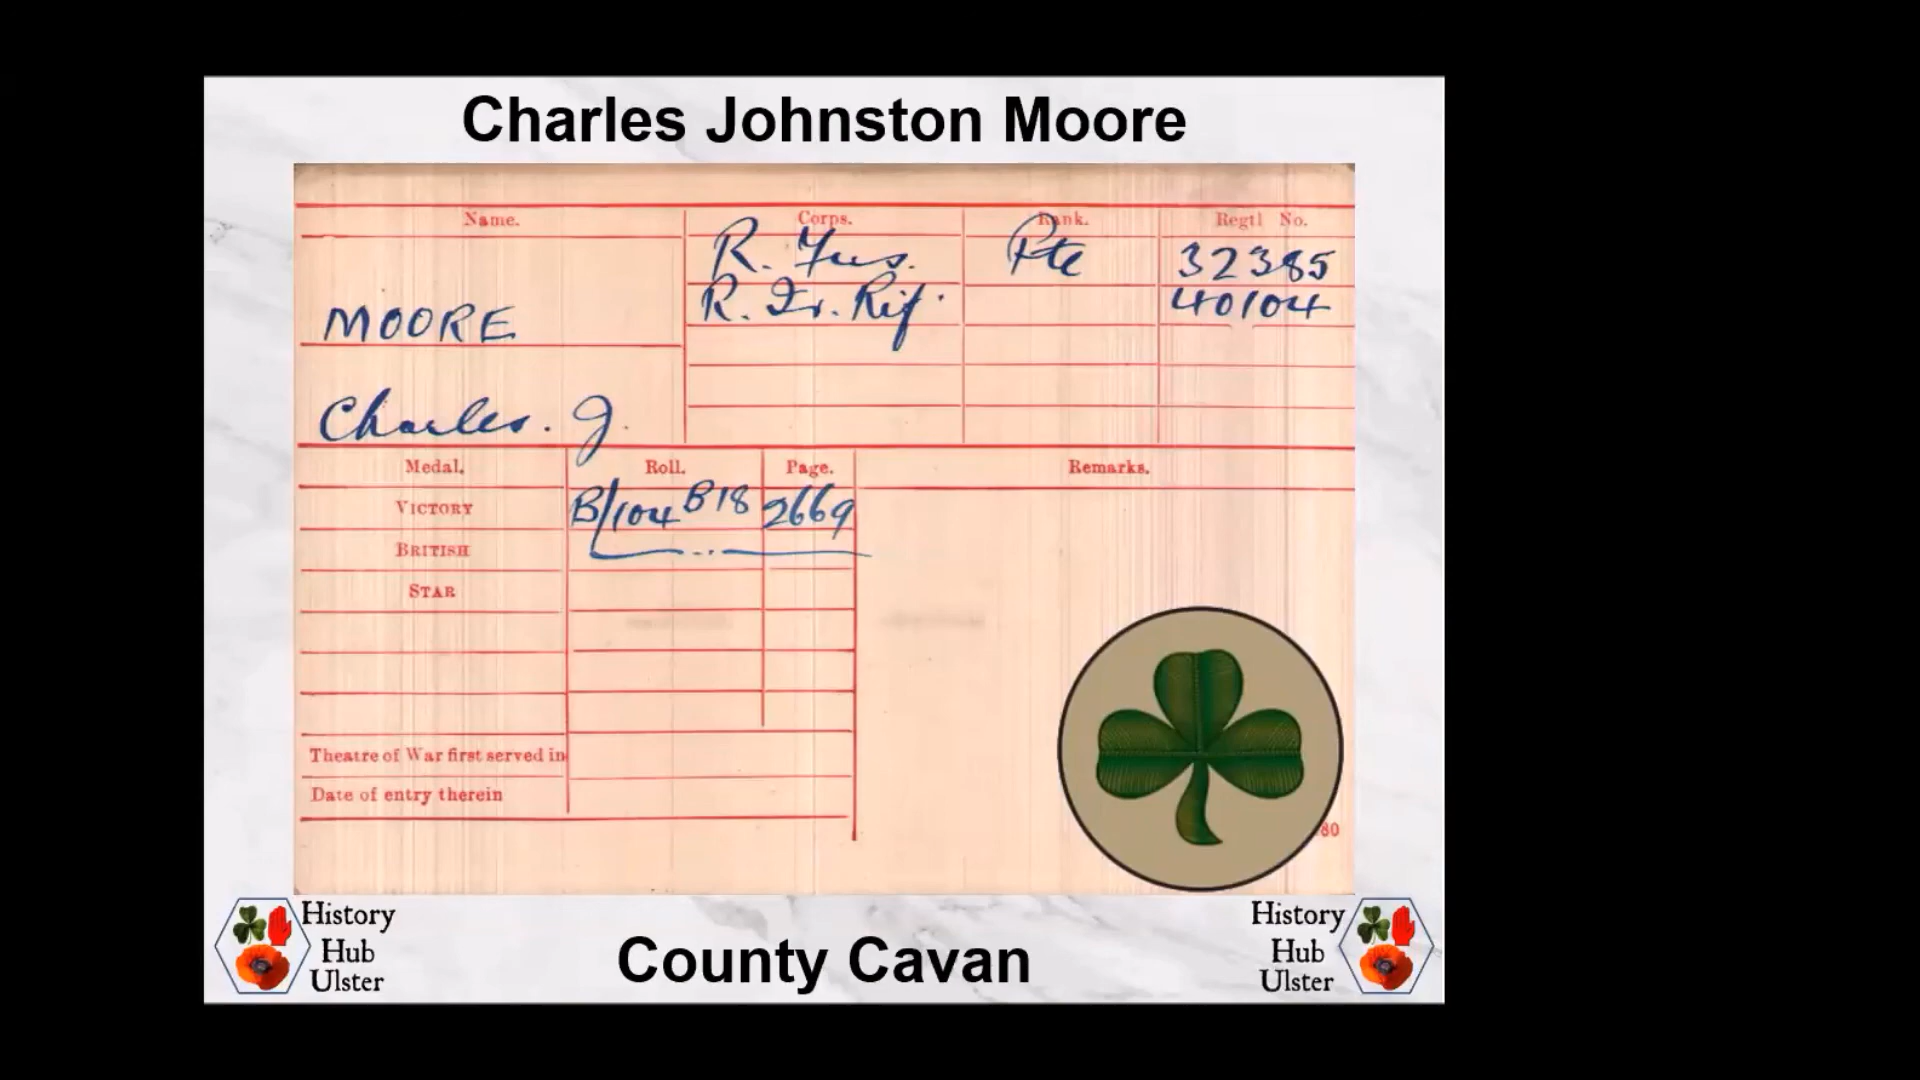 Charles Johnston Moore
Name. Corps. Rank. Regtl No.
R. Fus. Pte 32385
R. Ir. Rif. 40104
MOORE
Charles. J.
Medal. Roll. Page. Remarks.
VICTORY B/104 B18 2669
BRITISH
STAR
Theatre of War first served in
Date of entry therein
80
History
Hub
Ulster
County Cavan
History
Hub
Ulster